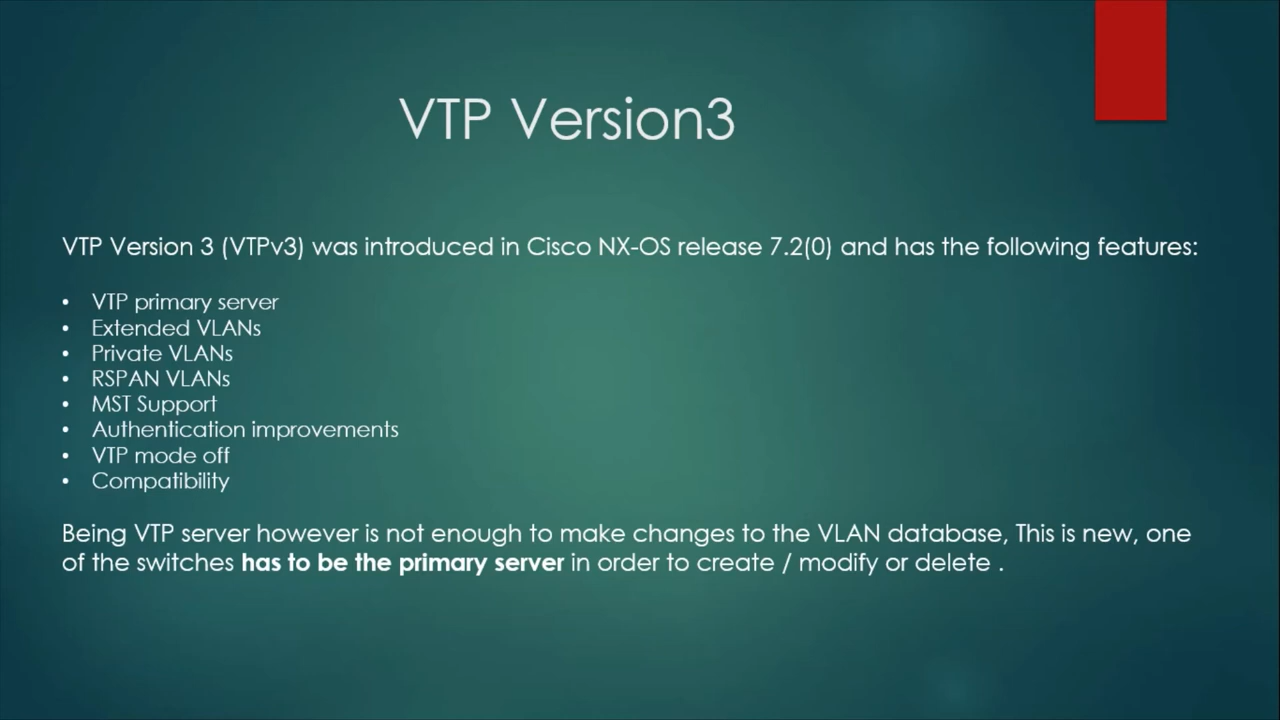 VTP Version3
VTP Version 3 (VTPv3) was introduced in Cisco NX-OS release 7.2(0) and has the following features:
• VTP primary server
• Extended VLANs
• Private VLANs
• RSPAN VLANs
• MST Support
• Authentication improvements
• VTP mode off
• Compatibility
Being VTP server however is not enough to make changes to the VLAN database, This is new, one
of the switches has to be the primary server in order to create / modify or delete .